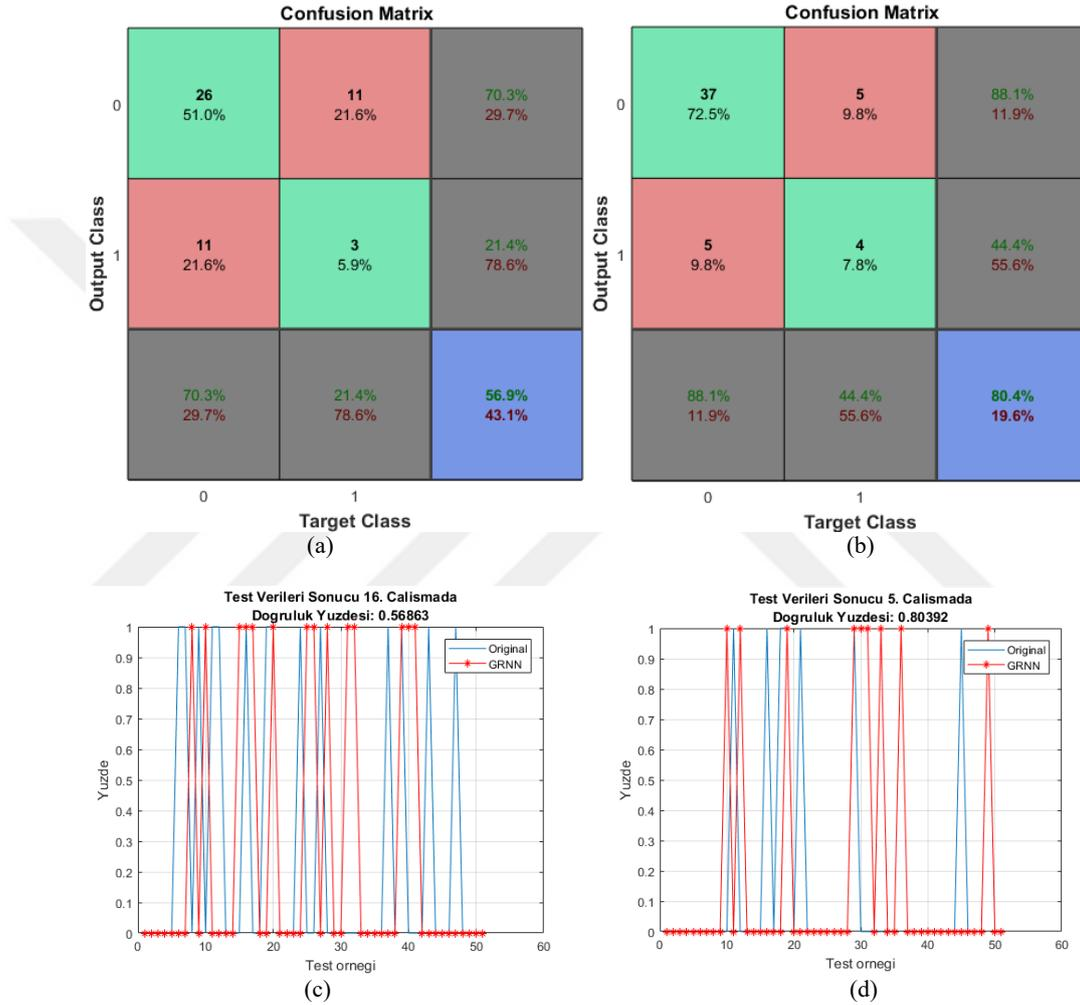 Confusion Matrix
0
26
51.0%
11
21.6%
70.3%
29.7%
Output Class
1
11
21.6%
3
5.9%
21.4%
78.6%
70.3%
29.7%
21.4%
78.6%
56.9%
43.1%
0
1
Target Class
(a)
Confusion Matrix
0
37
72.5%
5
9.8%
88.1%
11.9%
Output Class
1
5
9.8%
4
7.8%
44.4%
55.6%
88.1%
11.9%
44.4%
55.6%
80.4%
19.6%
0
1
Target Class
(b)
Test Verileri Sonucu 16. Calismada
Dogruluk Yuzdesi: 0.56863
1
0.9
0.8
0.7
0.6
0.5
0.4
0.3
0.2
0.1
0
Yuzde
Original
GRNN
0 10 20 30 40 50 60
Test ornegi
(c)
Test Verileri Sonucu 5. Calismada
Dogruluk Yuzdesi: 0.80392
1
0.9
0.8
0.7
0.6
0.5
0.4
0.3
0.2
0.1
0
Yuzde
Original
GRNN
0 10 20 30 40 50 60
Test ornegi
(d)